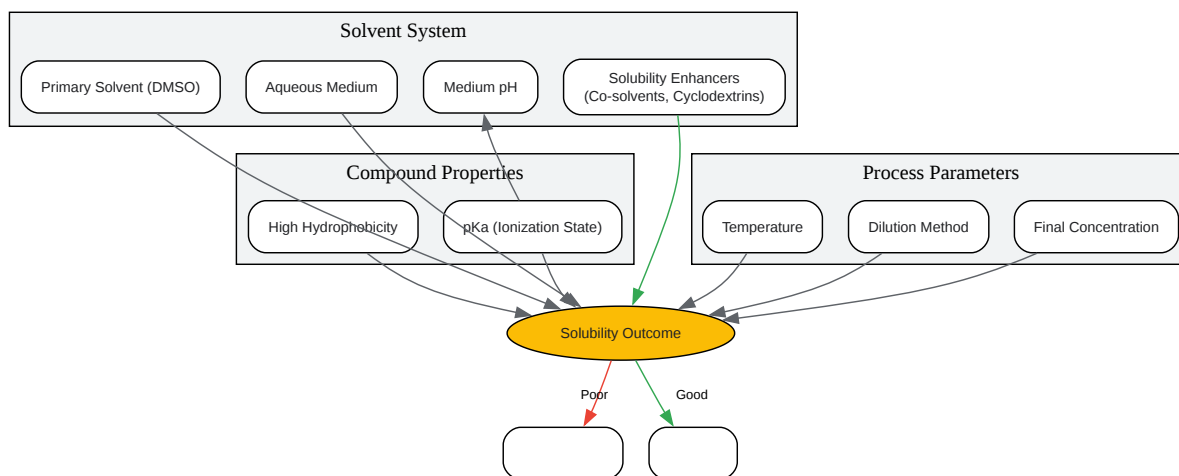 Solvent System
Primary Solvent (DMSO)
Aqueous Medium
Medium pH
Solubility Enhancers
(Co-solvents, Cyclodextrins)
Compound Properties
High Hydrophobicity
pKa (Ionization State)
Process Parameters
Temperature
Dilution Method
Final Concentration
Solubility Outcome
Poor
Good